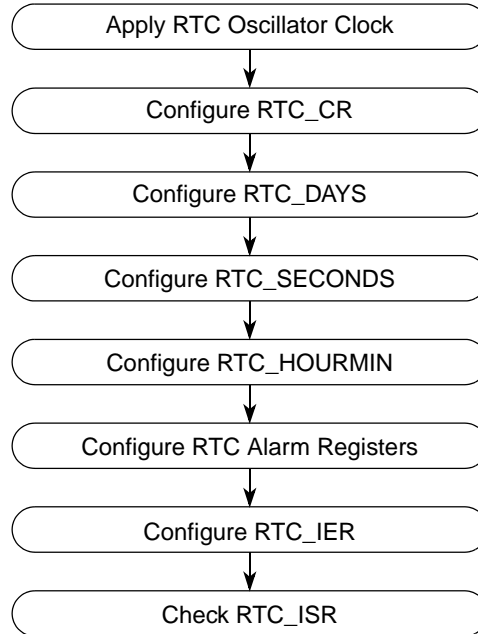 Apply RTC Oscillator Clock
Configure RTC_CR
Configure RTC_DAYS
Configure RTC_SECONDS
Configure RTC_HOURMIN
Configure RTC Alarm Registers
Configure RTC_IER
Check RTC_ISR